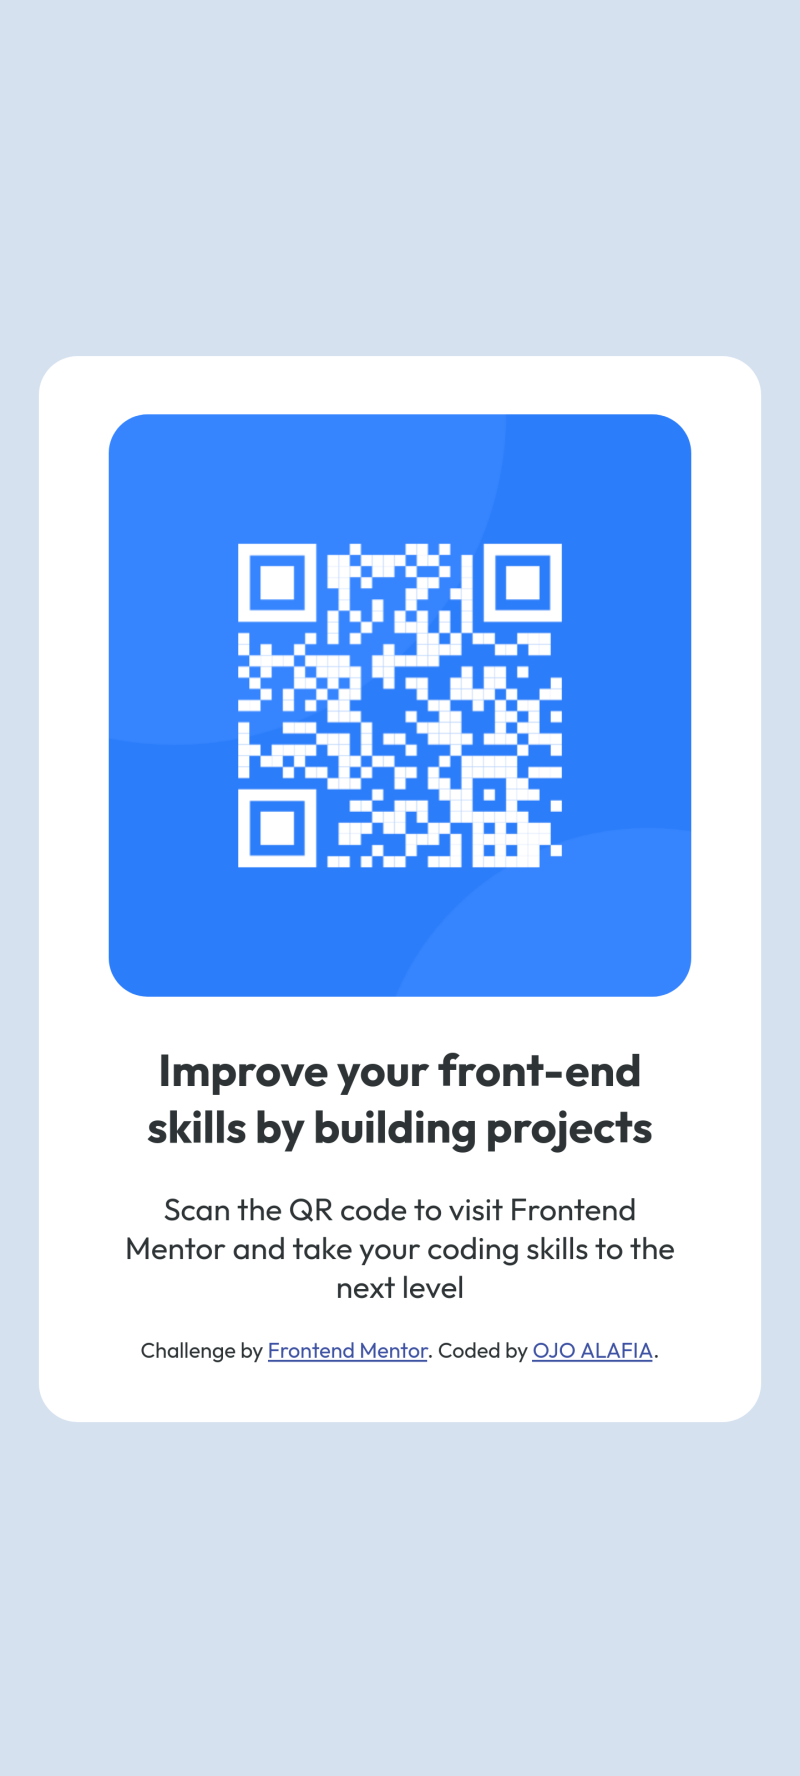 Improve your front-end
skills by building projects
Scan the QR code to visit Frontend
Mentor and take your coding skills to the
next level
Challenge by Frontend Mentor. Coded by OJO ALAFIA.